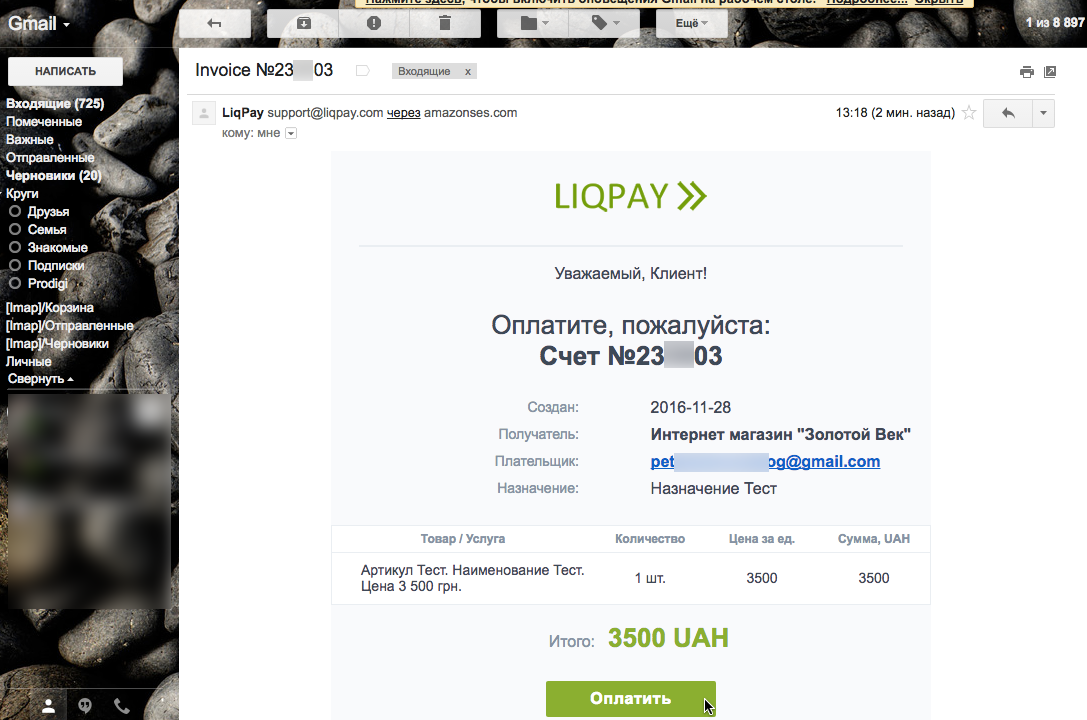 Нажмите здесь, чтобы включить оповещения Gmail на рабочем столе. Подробнее... Скрыть
Gmail
Ещё
1 из 8 897
НАПИСАТЬ
Входящие (725)
Помеченные
Важные
Отправленные
Черновики (20)
Круги
Друзья
Семья
Знакомые
Подписки
Prodigi
[Imap]/Корзина
[Imap]/Отправленные
[Imap]/Черновики
Личные
Свернуть
Invoice №23 03
Входящие x
LiqPay support@liqpay.com через amazonses.com
13:18 (2 мин. назад)
кому: мне
LIQPAY
Уважаемый, Клиент!
Оплатите, пожалуйста:
Счет №23 03
Создан: 2016-11-28
Получатель: Интернет магазин "Золотой Век"
Плательщик: pet og@gmail.com
Назначение: Назначение Тест
Товар / Услуга Количество Цена за ед. Сумма, UAH
Артикул Тест. Наименование Тест. 1 шт. 3500 3500
Цена 3 500 грн.
Итого: 3500 UAH
Оплатить